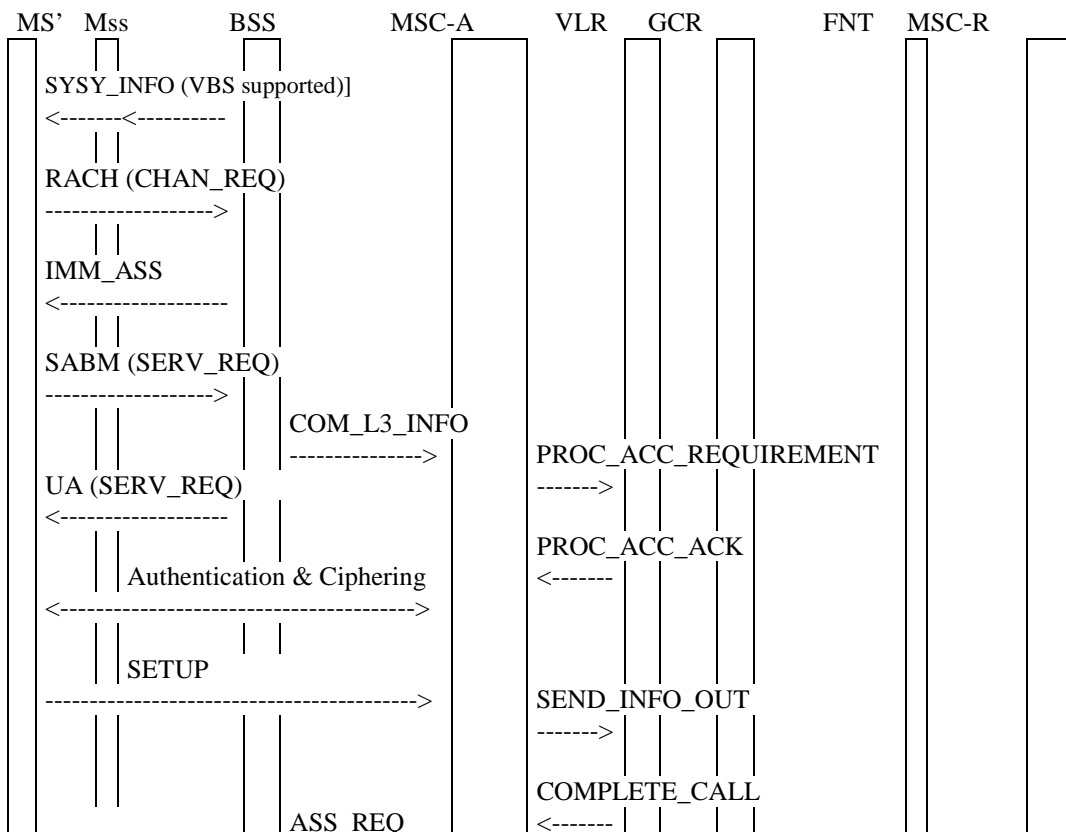 MS’ Mss BSS MSC-A VLR GCR FNT MSC-R
SYSY_INFO (VBS supported)]
<-------<----------
RACH (CHAN_REQ)
------------------->
IMM_ASS
<-------------------
SABM (SERV_REQ)
------------------->
COM_L3_INFO
--------------->
PROC_ACC_REQUIREMENT
------->
UA (SERV_REQ)
<-------------------
PROC_ACC_ACK
<-------
Authentication & Ciphering
<---------------------------------------->
SETUP
------------------------------------------>
SEND_INFO_OUT
------->
COMPLETE_CALL
<-------
ASS_REQ